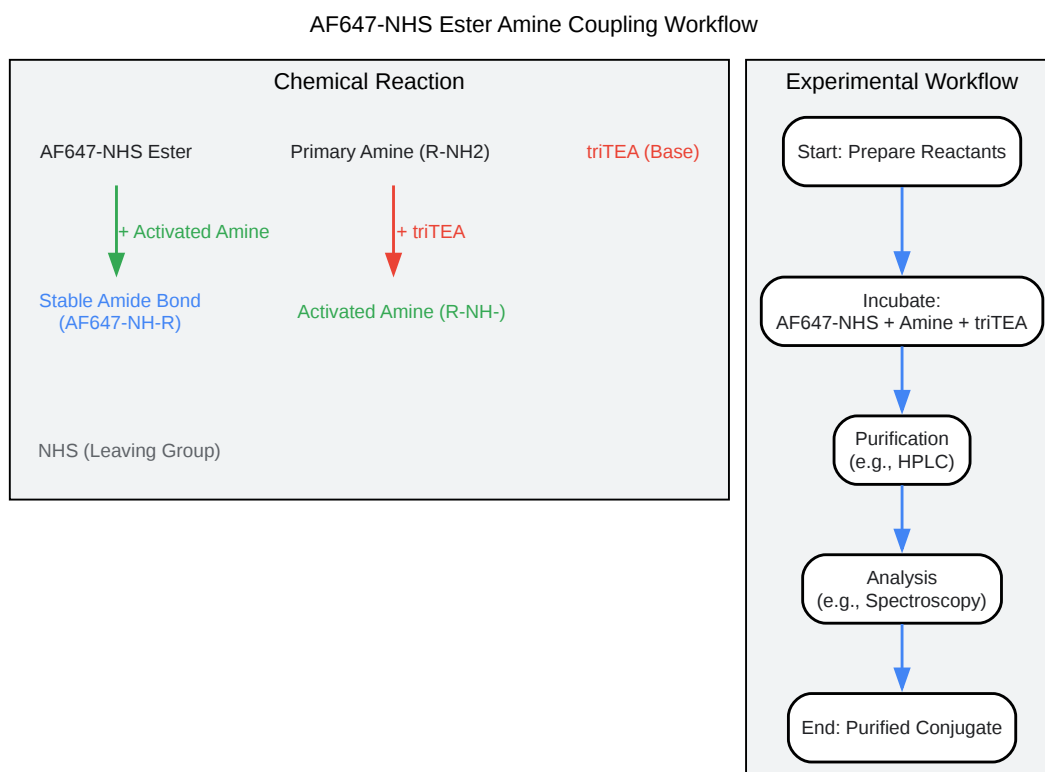 AF647-NHS Ester Amine Coupling Workflow
Chemical Reaction
AF647-NHS Ester
Primary Amine (R-NH2)
triTEA (Base)
+ Activated Amine
+ triTEA
Stable Amide Bond
(AF647-NH-R)
Activated Amine (R-NH-)
NHS (Leaving Group)
Experimental Workflow
Start: Prepare Reactants
Incubate:
AF647-NHS + Amine + triTEA
Purification
(e.g., HPLC)
Analysis
(e.g., Spectroscopy)
End: Purified Conjugate